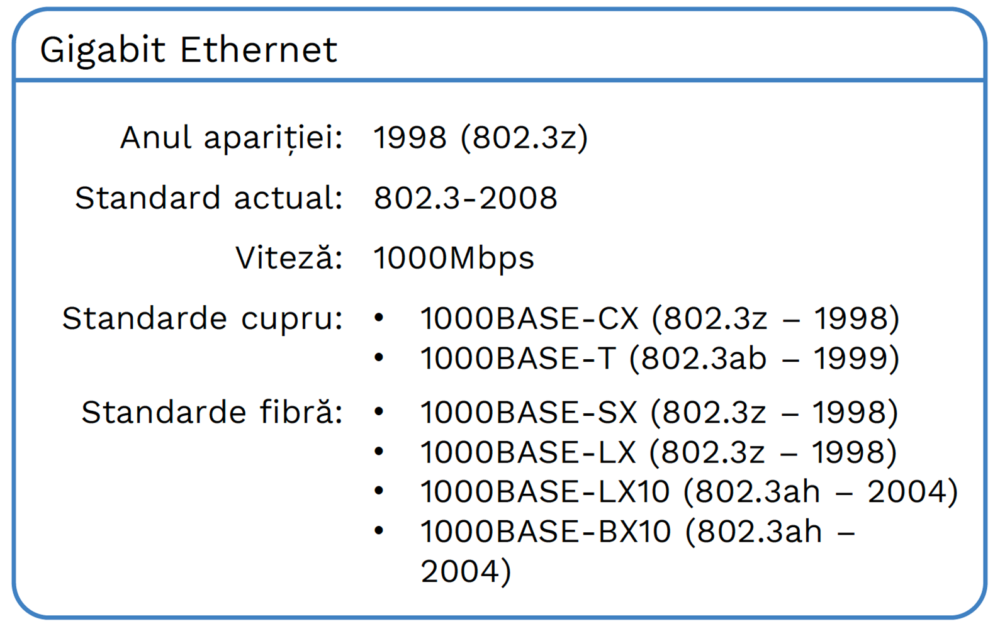 Gigabit Ethernet
Anul apariției: 1998 (802.3z)
Standard actual: 802.3-2008
Viteză: 1000Mbps
Standarde cupru: • 1000BASE-CX (802.3z – 1998)
• 1000BASE-T (802.3ab – 1999)
Standarde fibră: • 1000BASE-SX (802.3z – 1998)
• 1000BASE-LX (802.3z – 1998)
• 1000BASE-LX10 (802.3ah – 2004)
• 1000BASE-BX10 (802.3ah –
2004)